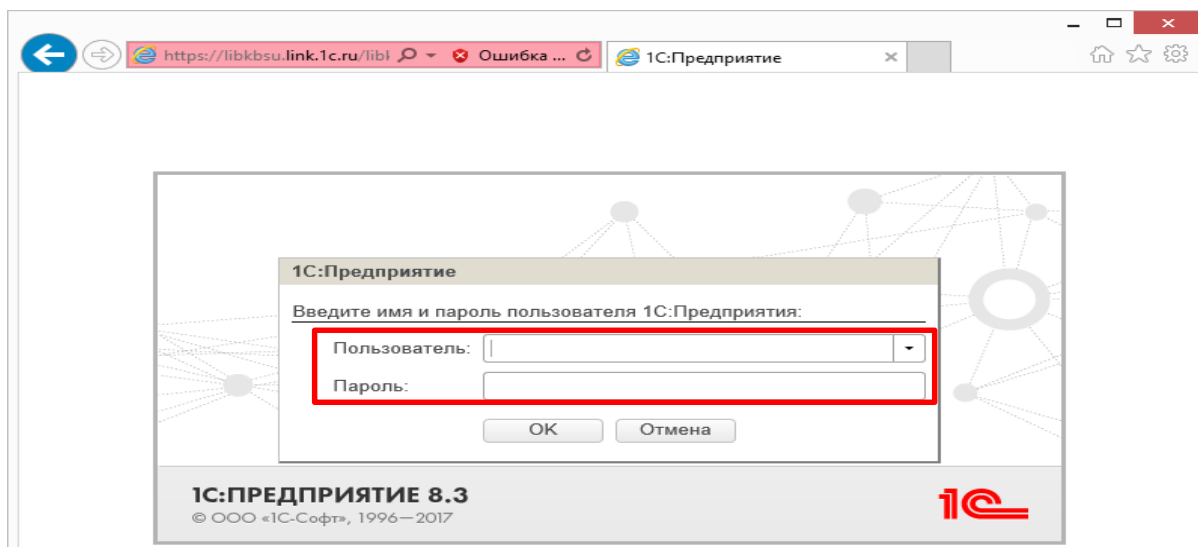 https://libkbsu.link.1c.ru/libl
Ошибка ...
1С:Предприятие
1С:Предприятие
Введите имя и пароль пользователя 1С:Предприятия:
Пользователь:
Пароль:
OK
Отмена
1С:ПРЕДПРИЯТИЕ 8.3
© ООО «1С-Софт», 1996—2017
1С